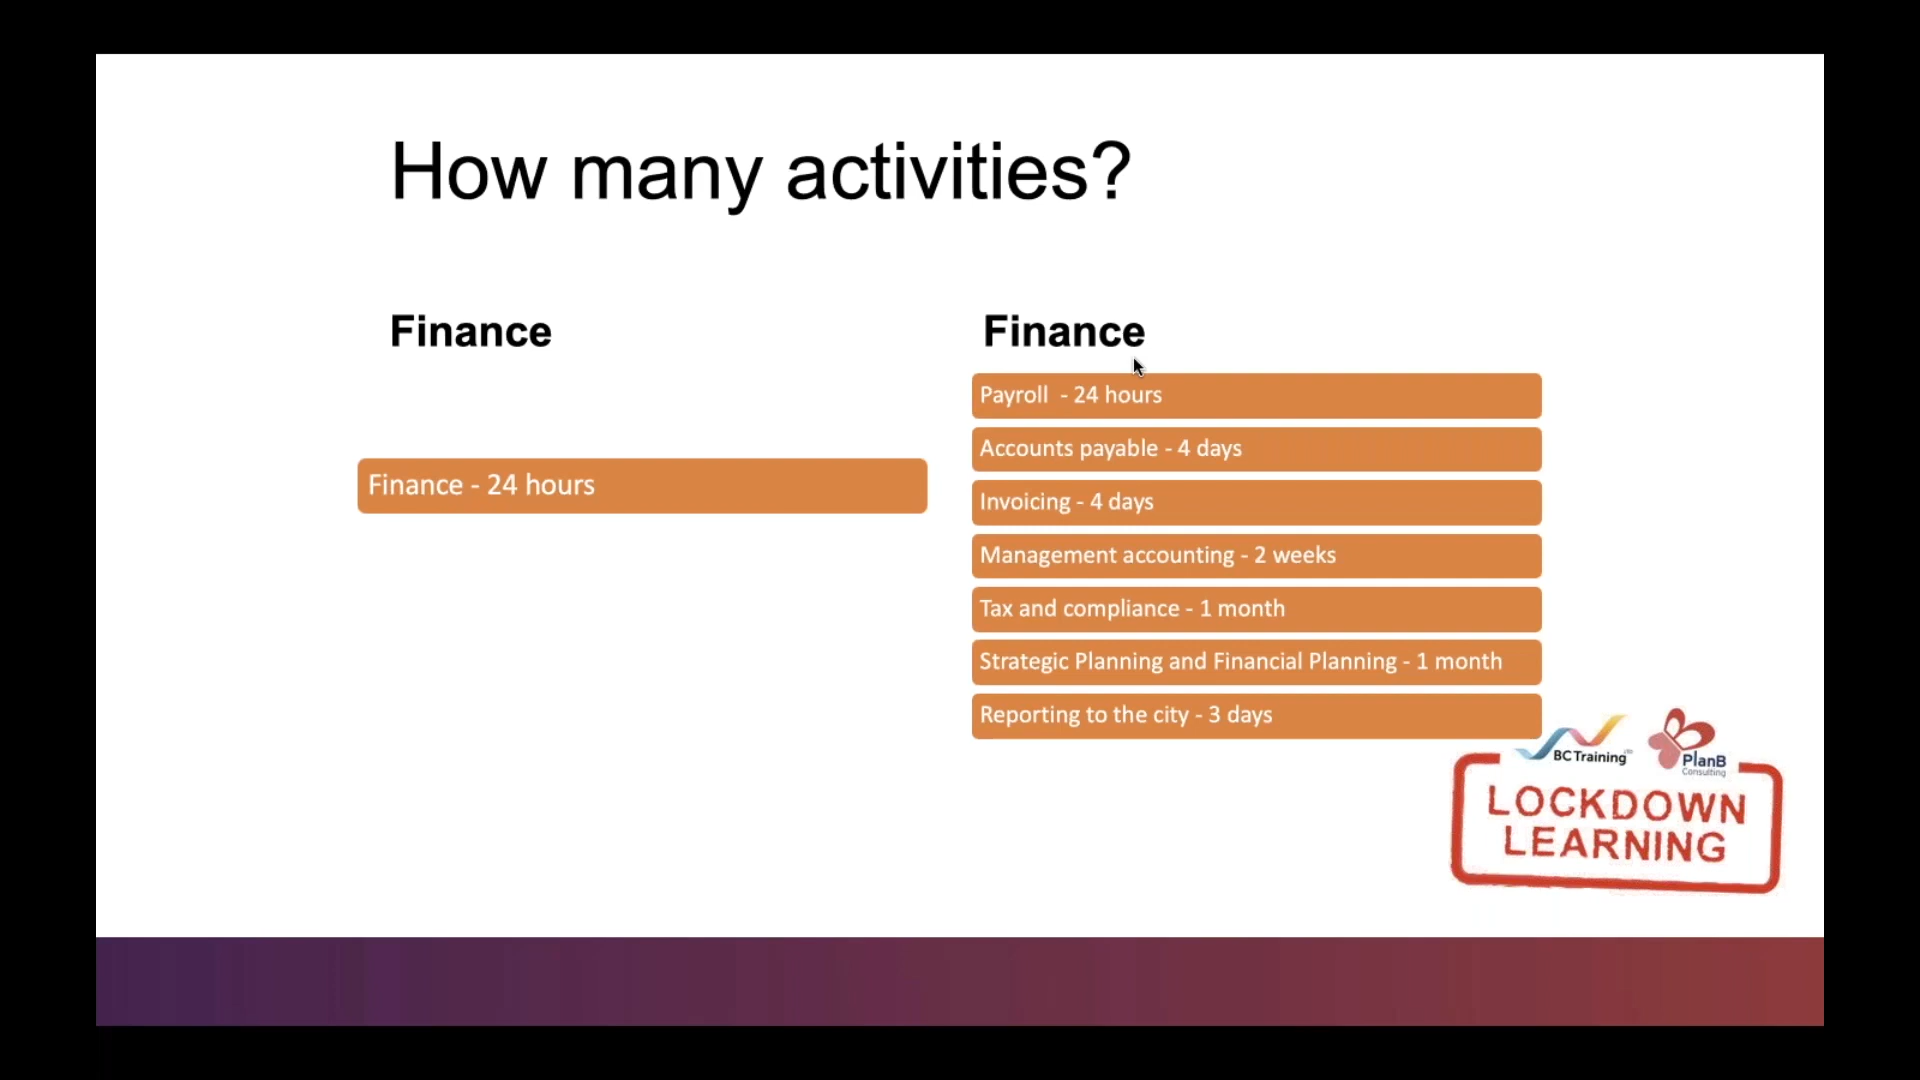 How many activities?
Finance
Finance - 24 hours
Finance
Payroll  - 24 hours
Accounts payable - 4 days
Invoicing - 4 days
Management accounting - 2 weeks
Tax and compliance - 1 month
Strategic Planning and Financial Planning - 1 month
Reporting to the city - 3 days
BC Training
PlanB
Consulting
LOCKDOWN
LEARNING